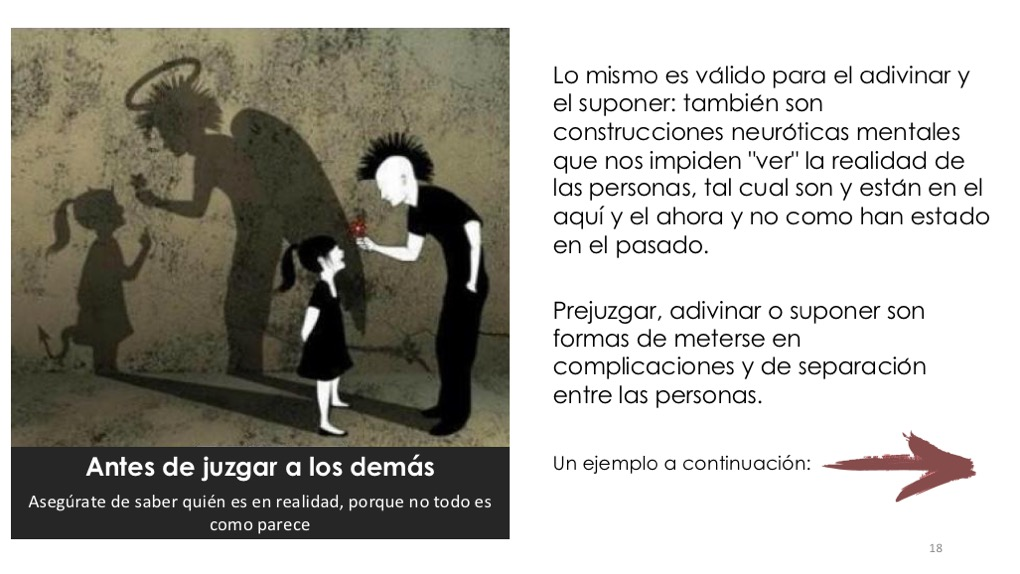 Lo mismo es válido para el adivinar y
el suponer: también son
construcciones neuróticas mentales
que nos impiden "ver" la realidad de
las personas, tal cual son y están en el
aquí y el ahora y no como han estado
en el pasado.
Prejuzgar, adivinar o suponer son
formas de meterse en
complicaciones y de separación
entre las personas.
Antes de juzgar a los demás
Asegúrate de saber quién es en realidad, porque no todo es
como parece
Un ejemplo a continuación:
18